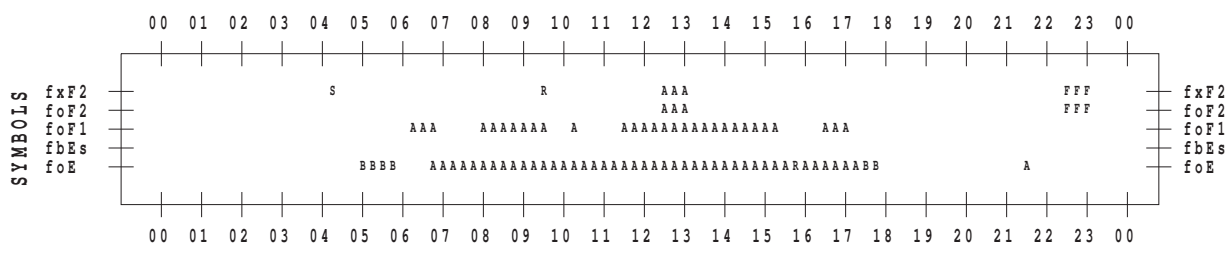 00 01 02 03 04 05 06 07 08 09 10 11 12 13 14 15 16 17 18 19 20 21 22 23 00
SYMBOLS
fxF2 S R AAA FFF fxF2
foF2 AAA FFF foF2
foF1 AAA AAAAAAA A AAAAAAAAAAAAAAAA AAA foF1
fbEs fbEs
foE BBBB AAAAAAAAAAAAAAAAAAAAAAAAAAAAAAAAAAAARAAAAAABB A foE
00 01 02 03 04 05 06 07 08 09 10 11 12 13 14 15 16 17 18 19 20 21 22 23 00